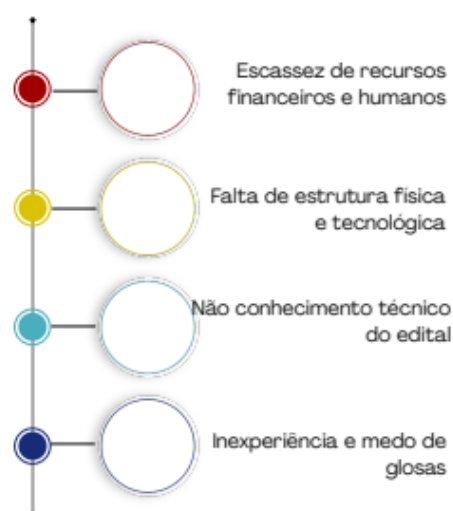 Escassez de recursos
financeiros e humanos
Falta de estrutura física
e tecnológica
Não conhecimento técnico
do edital
Inexperiência e medo de
glosas